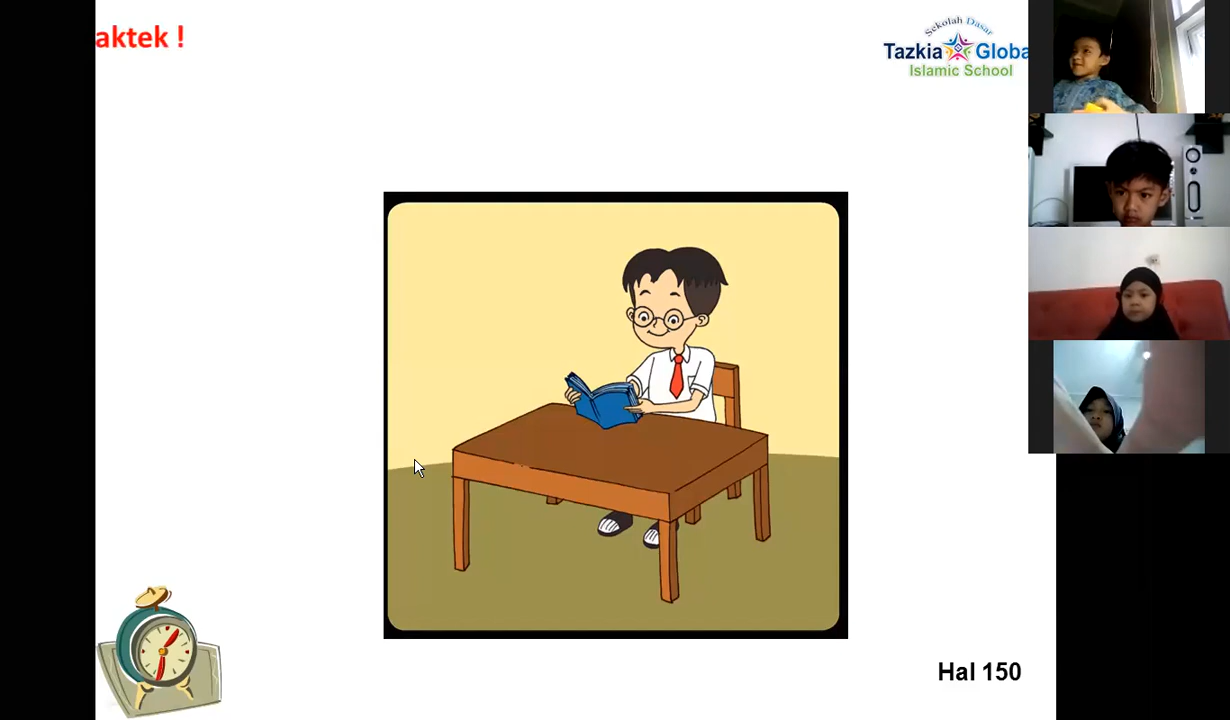 aktek !
Sekolah Dasar
Tazkia Globa
Islamic School
Hal 150